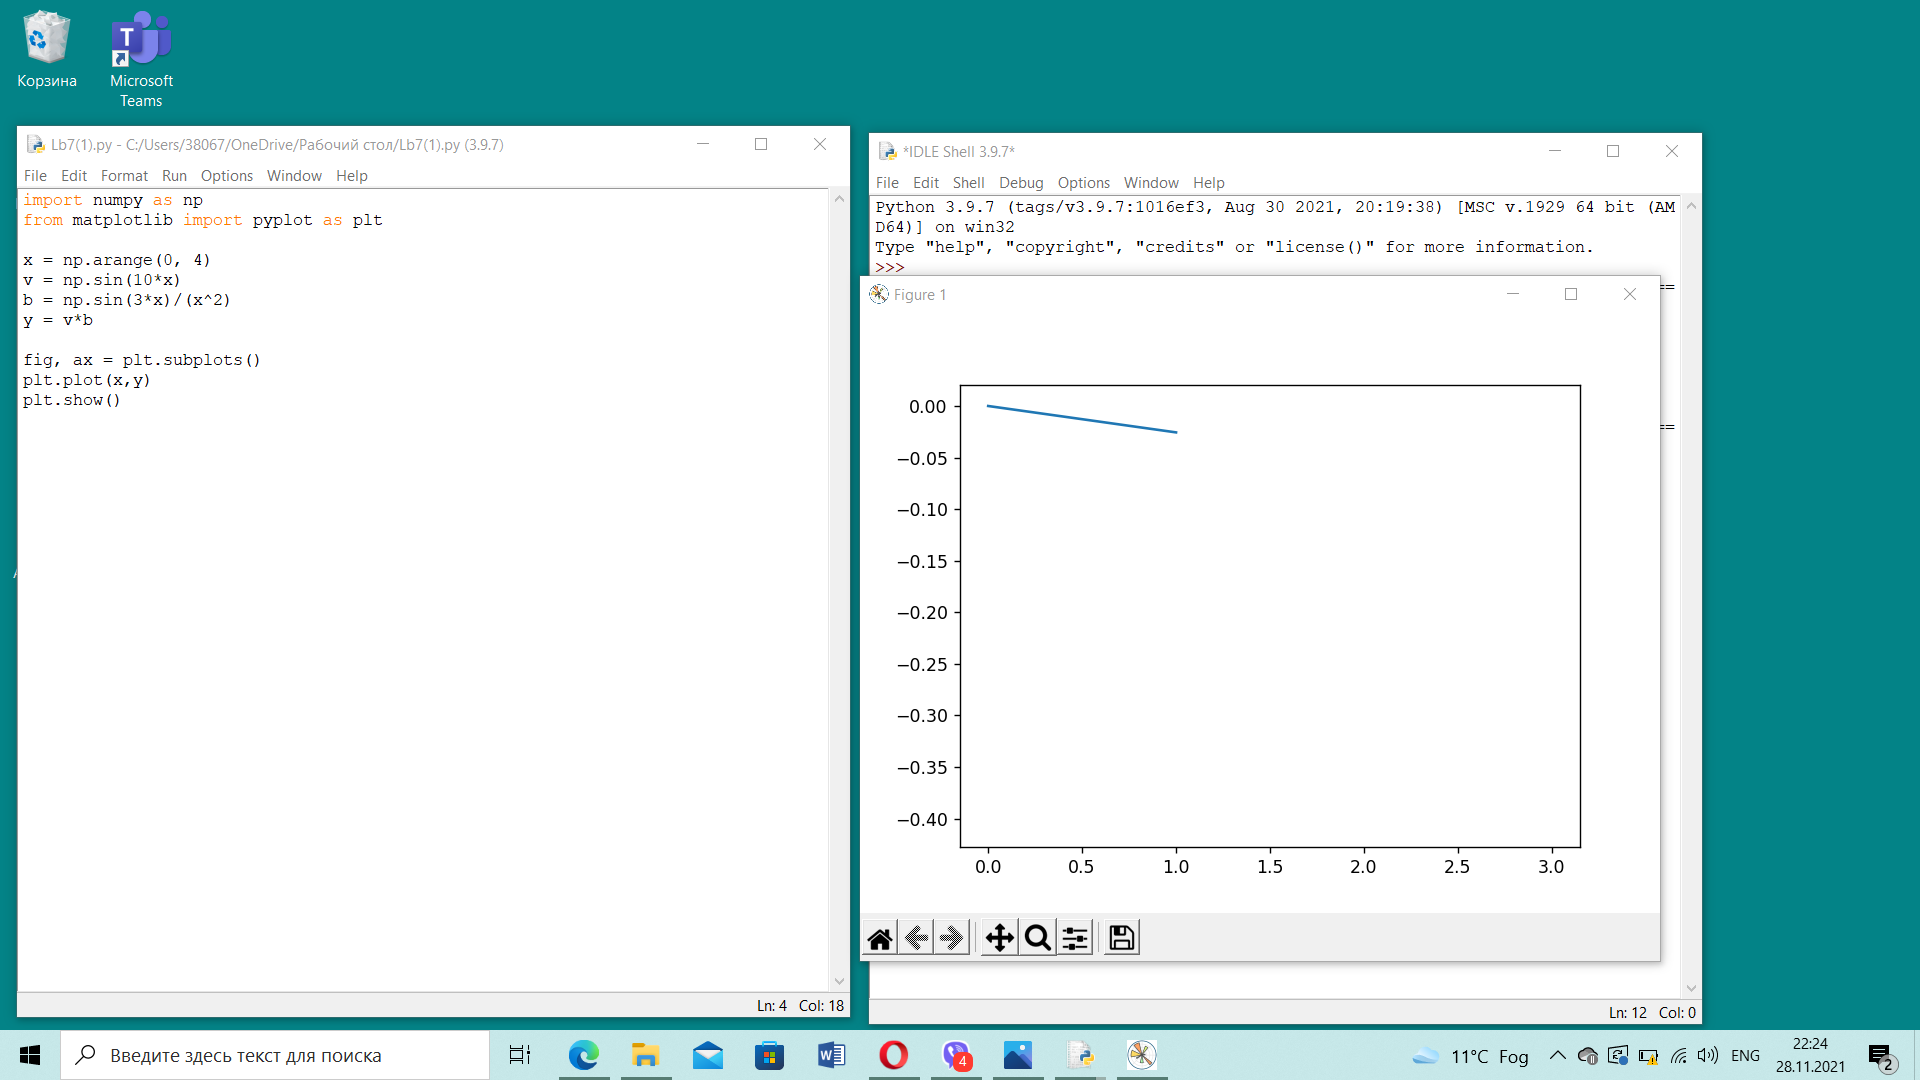 Корзина
Microsoft
Teams
Lb7(1).py - C:/Users/38067/OneDrive/Рабочий стол/Lb7(1).py (3.9.7)
File Edit Format Run Options Window Help
import numpy as np
from matplotlib import pyplot as plt
x = np.arange(0, 4)
v = np.sin(10*x)
b = np.sin(3*x)/(x^2)
y = v*b
fig, ax = plt.subplots()
plt.plot(x,y)
plt.show()
Ln: 4 Col: 18
*IDLE Shell 3.9.7*
File Edit Shell Debug Options Window Help
Python 3.9.7 (tags/v3.9.7:1016ef3, Aug 30 2021, 20:19:38) [MSC v.1929 64 bit (AM
D64)] on win32
Type "help", "copyright", "credits" or "license()" for more information.
>>>
==
==
Figure 1
0.00
−0.05
−0.10
−0.15
−0.20
−0.25
−0.30
−0.35
−0.40
0.0 0.5 1.0 1.5 2.0 2.5 3.0
Ln: 12 Col: 0
Введите здесь текст для поиска
4
11°C Fog
ENG
22:24
28.11.2021
2